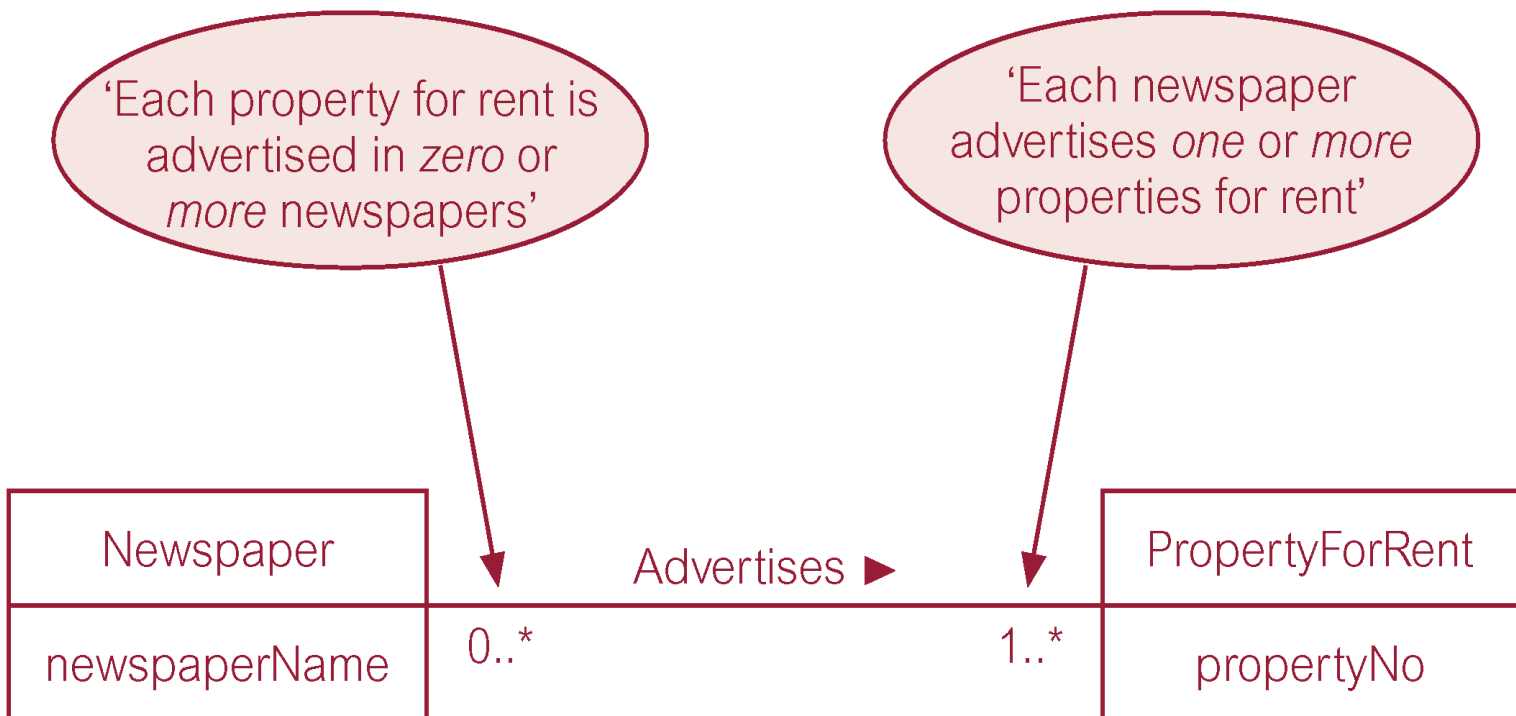 ‘Each property for rent is
advertised in zero or
more newspapers’
‘Each newspaper
advertises one or more
properties for rent’
Newspaper
Advertises ►
PropertyForRent
newspaperName
0..*
1..*
propertyNo